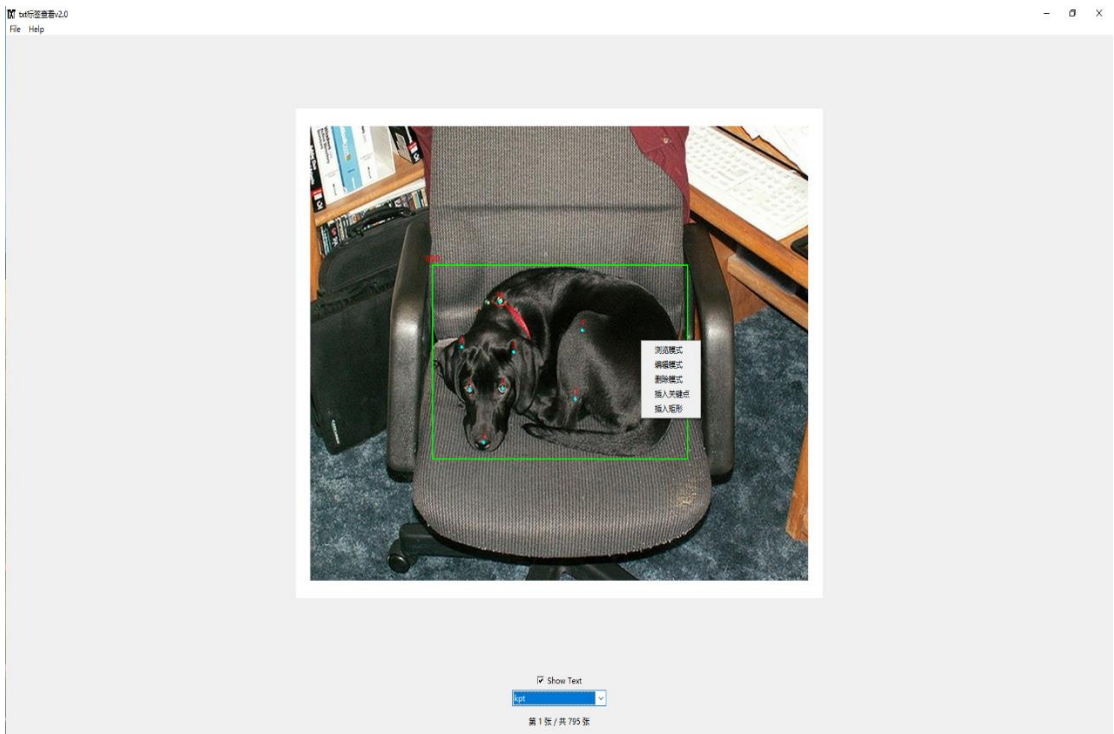 txt标签查看v2.0
File Help
浏览模式
编辑模式
删除模式
插入关键点
插入矩形
Show Text
kpt
第 1 张 / 共 795 张